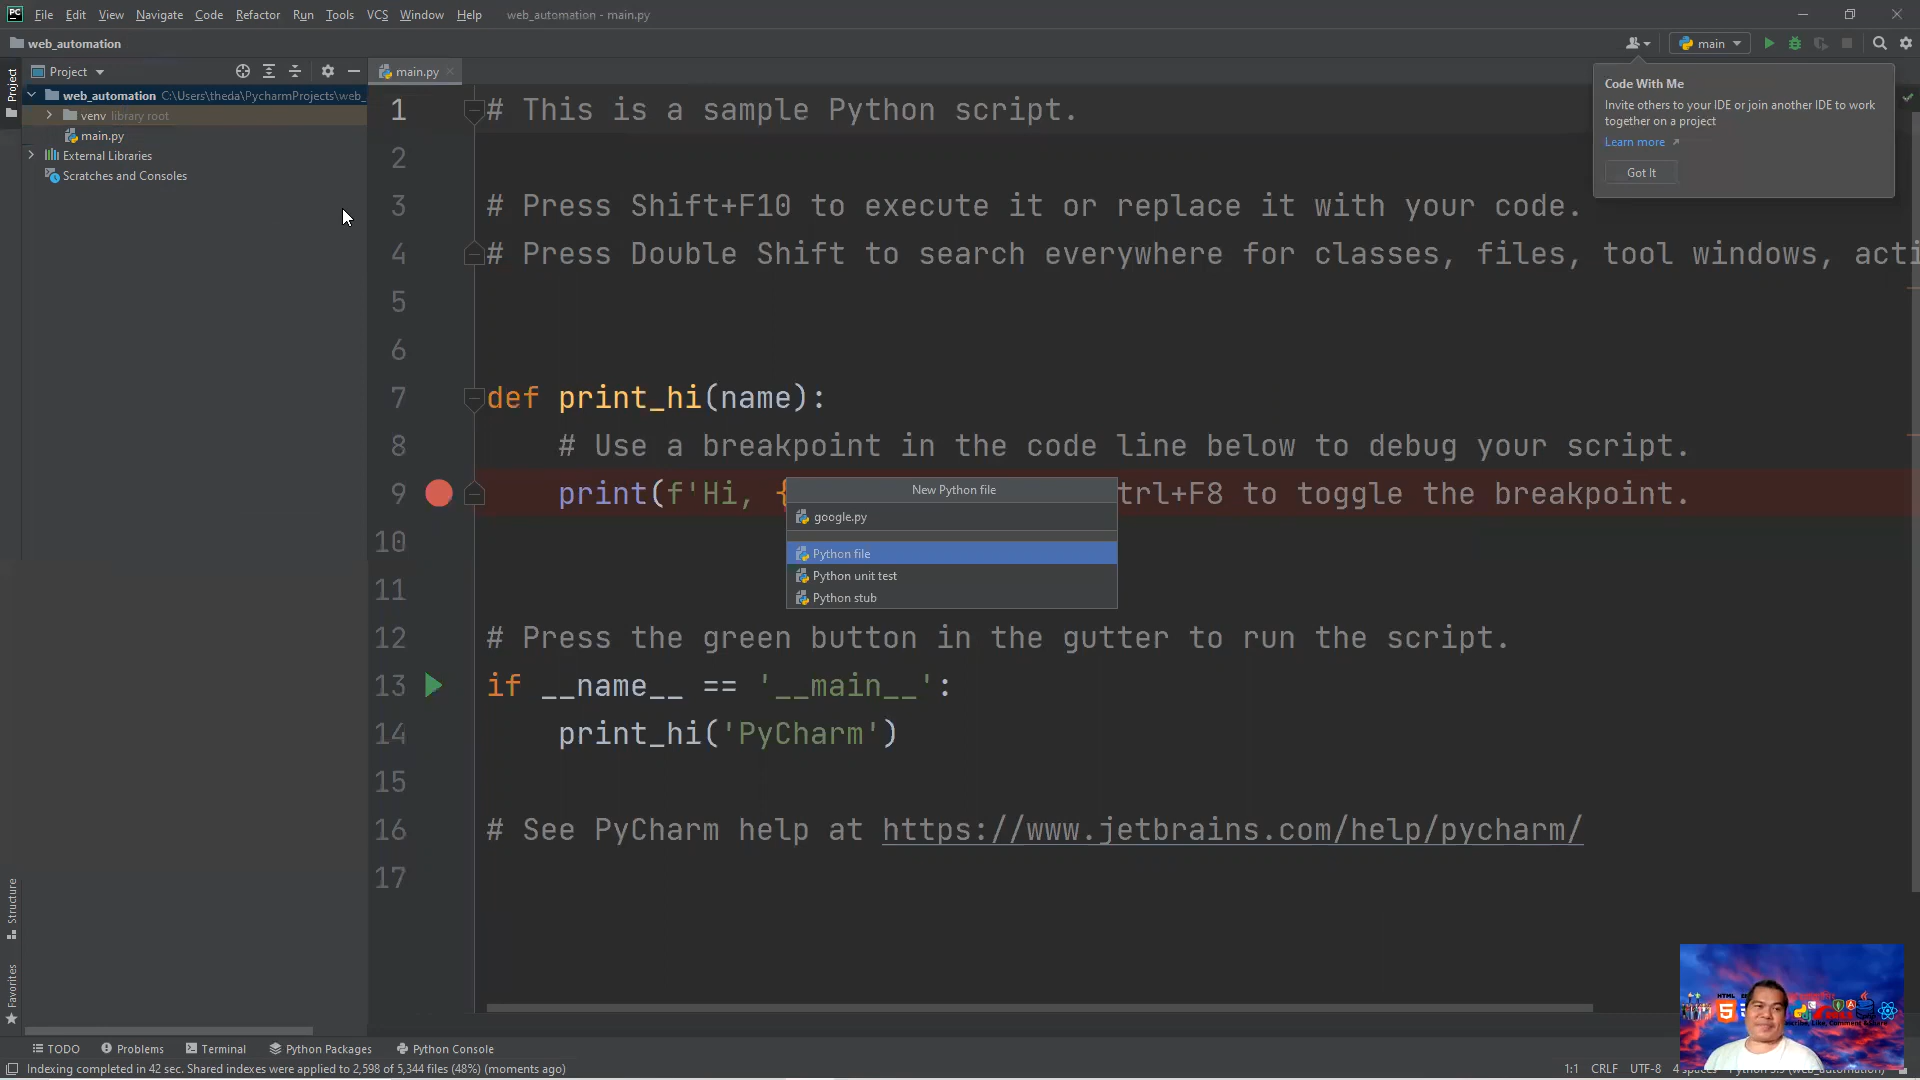 PC File Edit View Navigate Code Refactor Run Tools VCS Window Help web_automation - main.py
web_automation
main
Project
Project
main.py
web_automation C:\Users\theda\PycharmProjects\web_
venv library root
main.py
External Libraries
Scratches and Consoles
Code With Me
Invite others to your IDE or join another IDE to work
together on a project
Learn more
Got It
1 # This is a sample Python script.
2
3 # Press Shift+F10 to execute it or replace it with your code.
4 # Press Double Shift to search everywhere for classes, files, tool windows, acti
5
6
7 def print_hi(name):
8 # Use a breakpoint in the code line below to debug your script.
9 print(f'Hi, { trl+F8 to toggle the breakpoint.
New Python file
google.py
Python file
Python unit test
Python stub
10
11
12 # Press the green button in the gutter to run the script.
13 if __name__ == '__main__':
14 print_hi('PyCharm')
15
16 # See PyCharm help at https://www.jetbrains.com/help/pycharm/
17
Structure
Favorites
TODO Problems Terminal Python Packages Python Console
Indexing completed in 42 sec. Shared indexes were applied to 2,598 of 5,344 files (48%) (moments ago)
1:1 CRLF UTF-8 4
HTML
5